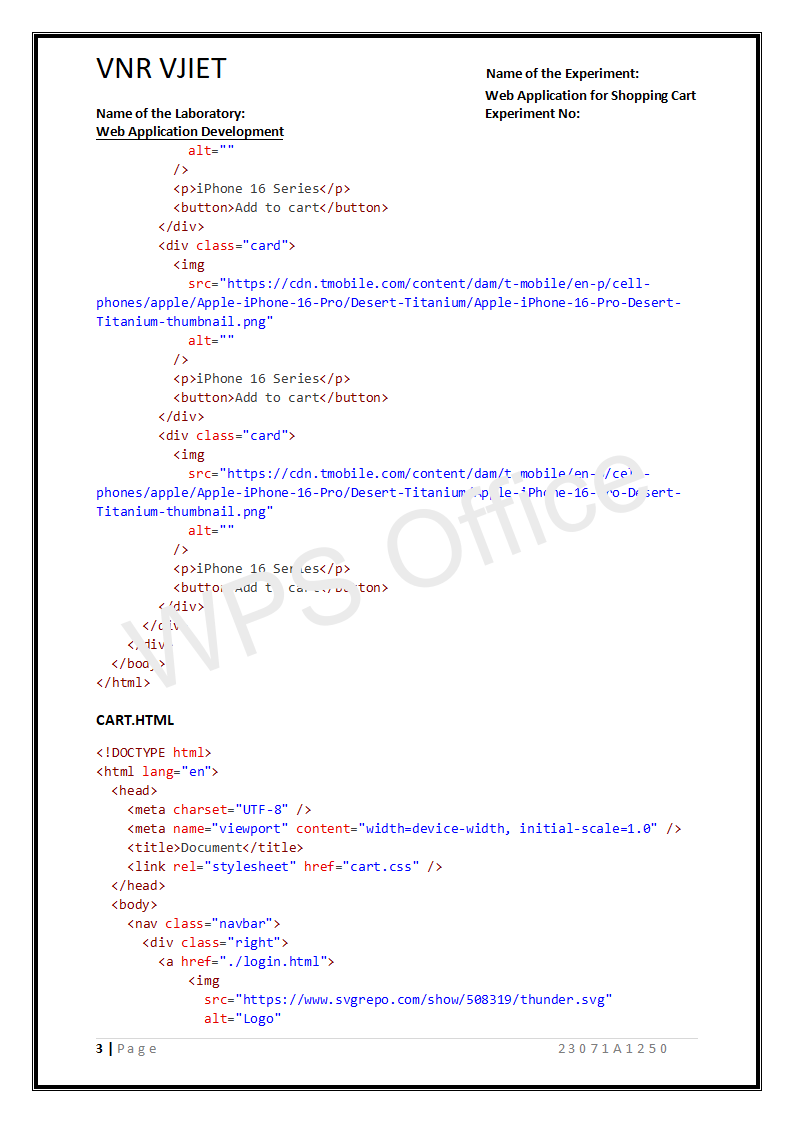 VNR VJIET
Name of the Experiment:
Web Application for Shopping Cart
Name of the Laboratory:
Experiment No:
Web Application Development
alt=""
/>
<p>iPhone 16 Series</p>
<button>Add to cart</button>
</div>
<div class="card">
<img
src="https://cdn.tmobile.com/content/dam/t-mobile/en-p/cell-
phones/apple/Apple-iPhone-16-Pro/Desert-Titanium/Apple-iPhone-16-Pro-Desert-
Titanium-thumbnail.png"
alt=""
/>
<p>iPhone 16 Series</p>
<button>Add to cart</button>
</div>
<div class="card">
<img
src="https://cdn.tmobile.com/content/dam/t-mobile/en-p/cell-
phones/apple/Apple-iPhone-16-Pro/Desert-Titanium/Apple-iPhone-16-Pro-Desert-
Titanium-thumbnail.png"
alt=""
/>
<p>iPhone 16 Series</p>
<button>Add to cart</button>
</div>
</div>
</div>
</body>
</html>
WPS Office
CART.HTML
<!DOCTYPE html>
<html lang="en">
<head>
<meta charset="UTF-8" />
<meta name="viewport" content="width=device-width, initial-scale=1.0" />
<title>Document</title>
<link rel="stylesheet" href="cart.css" />
</head>
<body>
<nav class="navbar">
<div class="right">
<a href="./login.html">
<img
src="https://www.svgrepo.com/show/508319/thunder.svg"
alt="Logo"
3 | Page
23071A1250